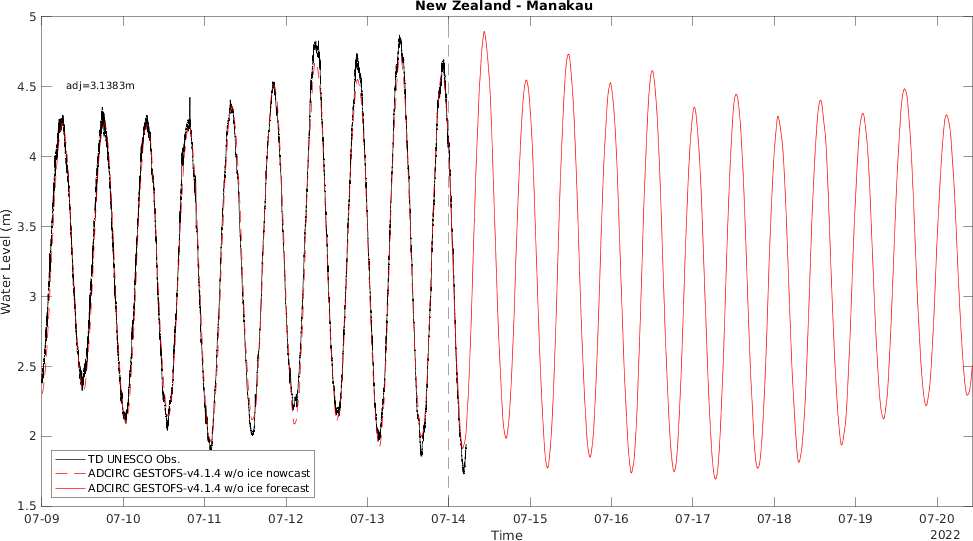 New Zealand - Manakau
5
4.5
4
3.5
3
2.5
2
1.5
Water Level (m)
adj=3.1383m
TD UNESCO Obs.
ADCIRC GESTOFS-v4.1.4 w/o ice nowcast
ADCIRC GESTOFS-v4.1.4 w/o ice forecast
07-09 07-10 07-11 07-12 07-13 07-14 07-15 07-16 07-17 07-18 07-19 07-20
Time
2022